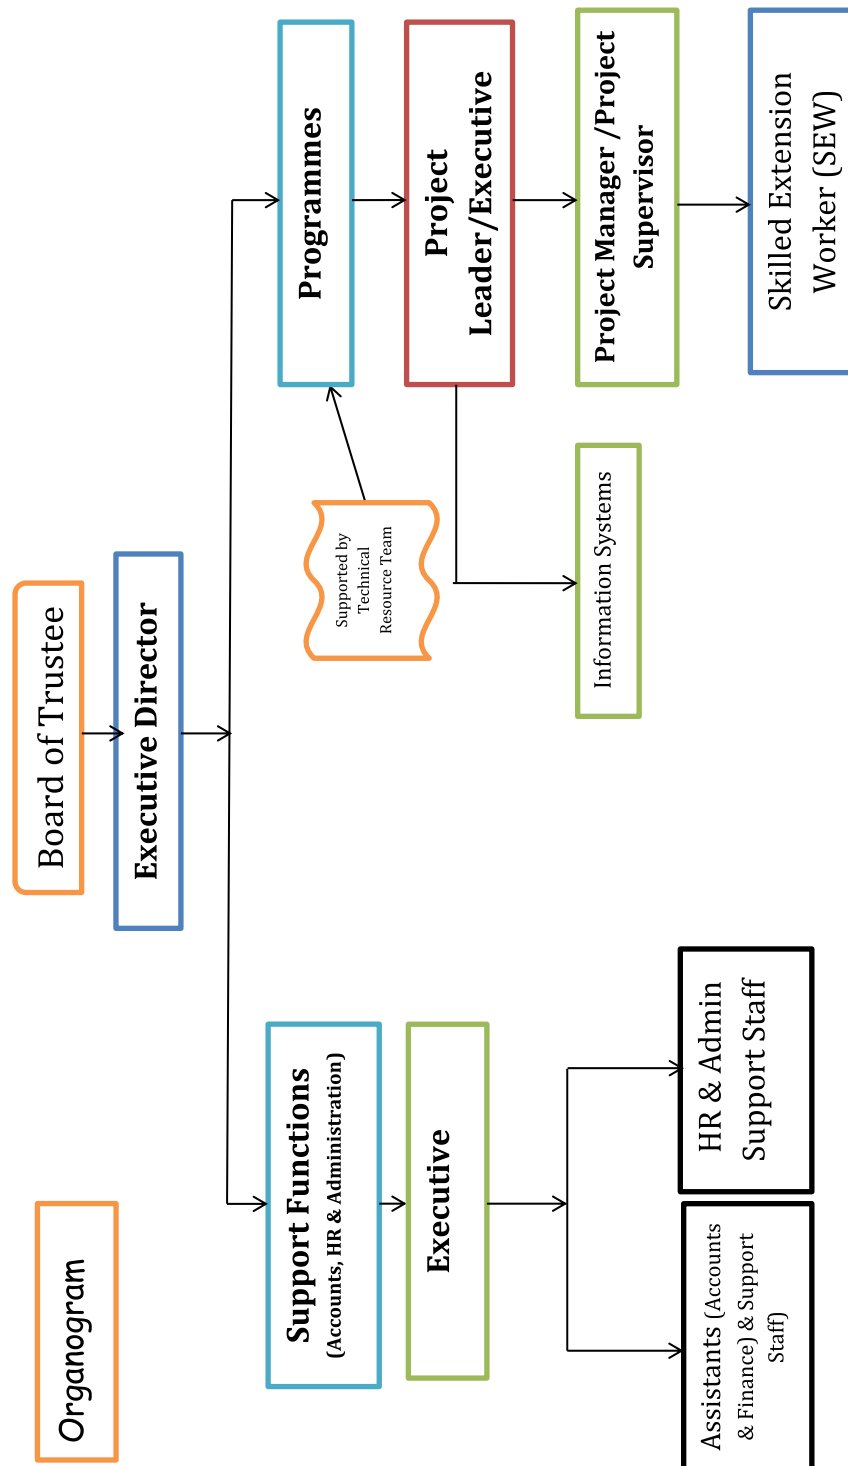 Organogram
Board of Trustee
Executive Director
Support Functions
(Accounts, HR & Administration)
Programmes
Supported by
Technical
Resource Team
Executive
Project
Leader/Executive
Information Systems
Project Manager /Project
Supervisor
Assistants (Accounts
& Finance) & Support
Staff)
HR & Admin
Support Staff
Skilled Extension
Worker (SEW)